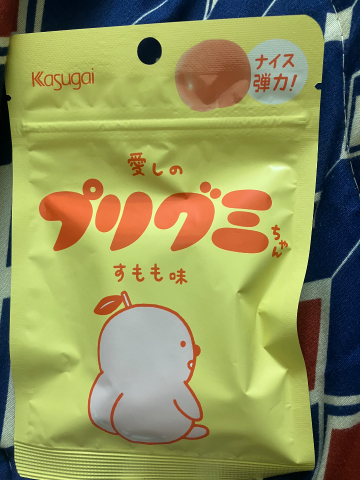 Kasugai
ナイス
弾力!
愛しの
プリグミ
ちゃん
すもも味